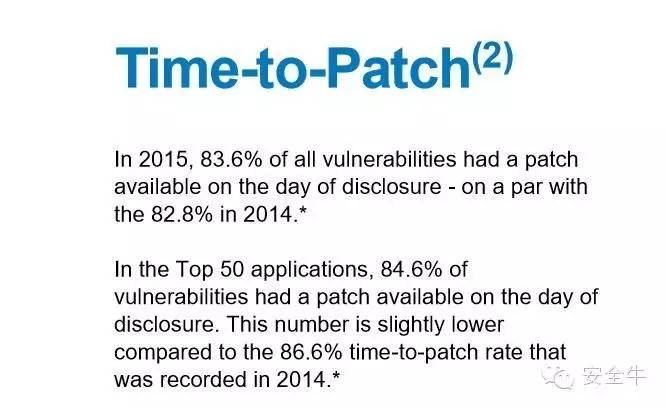 Time-to-Patch(2)
In 2015, 83.6% of all vulnerabilities had a patch
available on the day of disclosure - on a par with
the 82.8% in 2014.*
In the Top 50 applications, 84.6% of
vulnerabilities had a patch available on the day of
disclosure. This number is slightly lower
compared to the 86.6% time-to-patch rate that
was recorded in 2014.*
安全牛